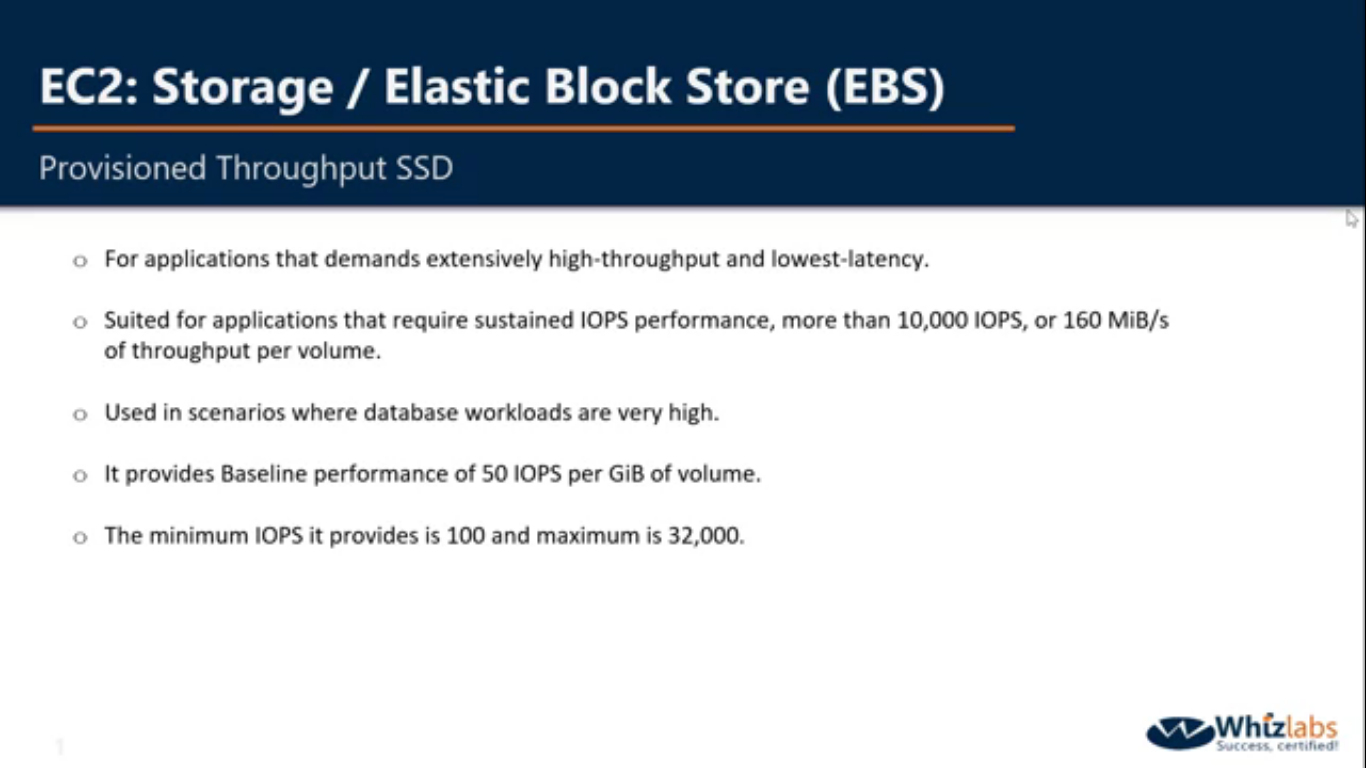 EC2: Storage / Elastic Block Store (EBS)
Provisioned Throughput SSD
o For applications that demands extensively high-throughput and lowest-latency.
o Suited for applications that require sustained IOPS performance, more than 10,000 IOPS, or 160 MiB/s
of throughput per volume.
o Used in scenarios where database workloads are very high.
o It provides Baseline performance of 50 IOPS per GiB of volume.
o The minimum IOPS it provides is 100 and maximum is 32,000.
1
Whizlabs
Success, certified!